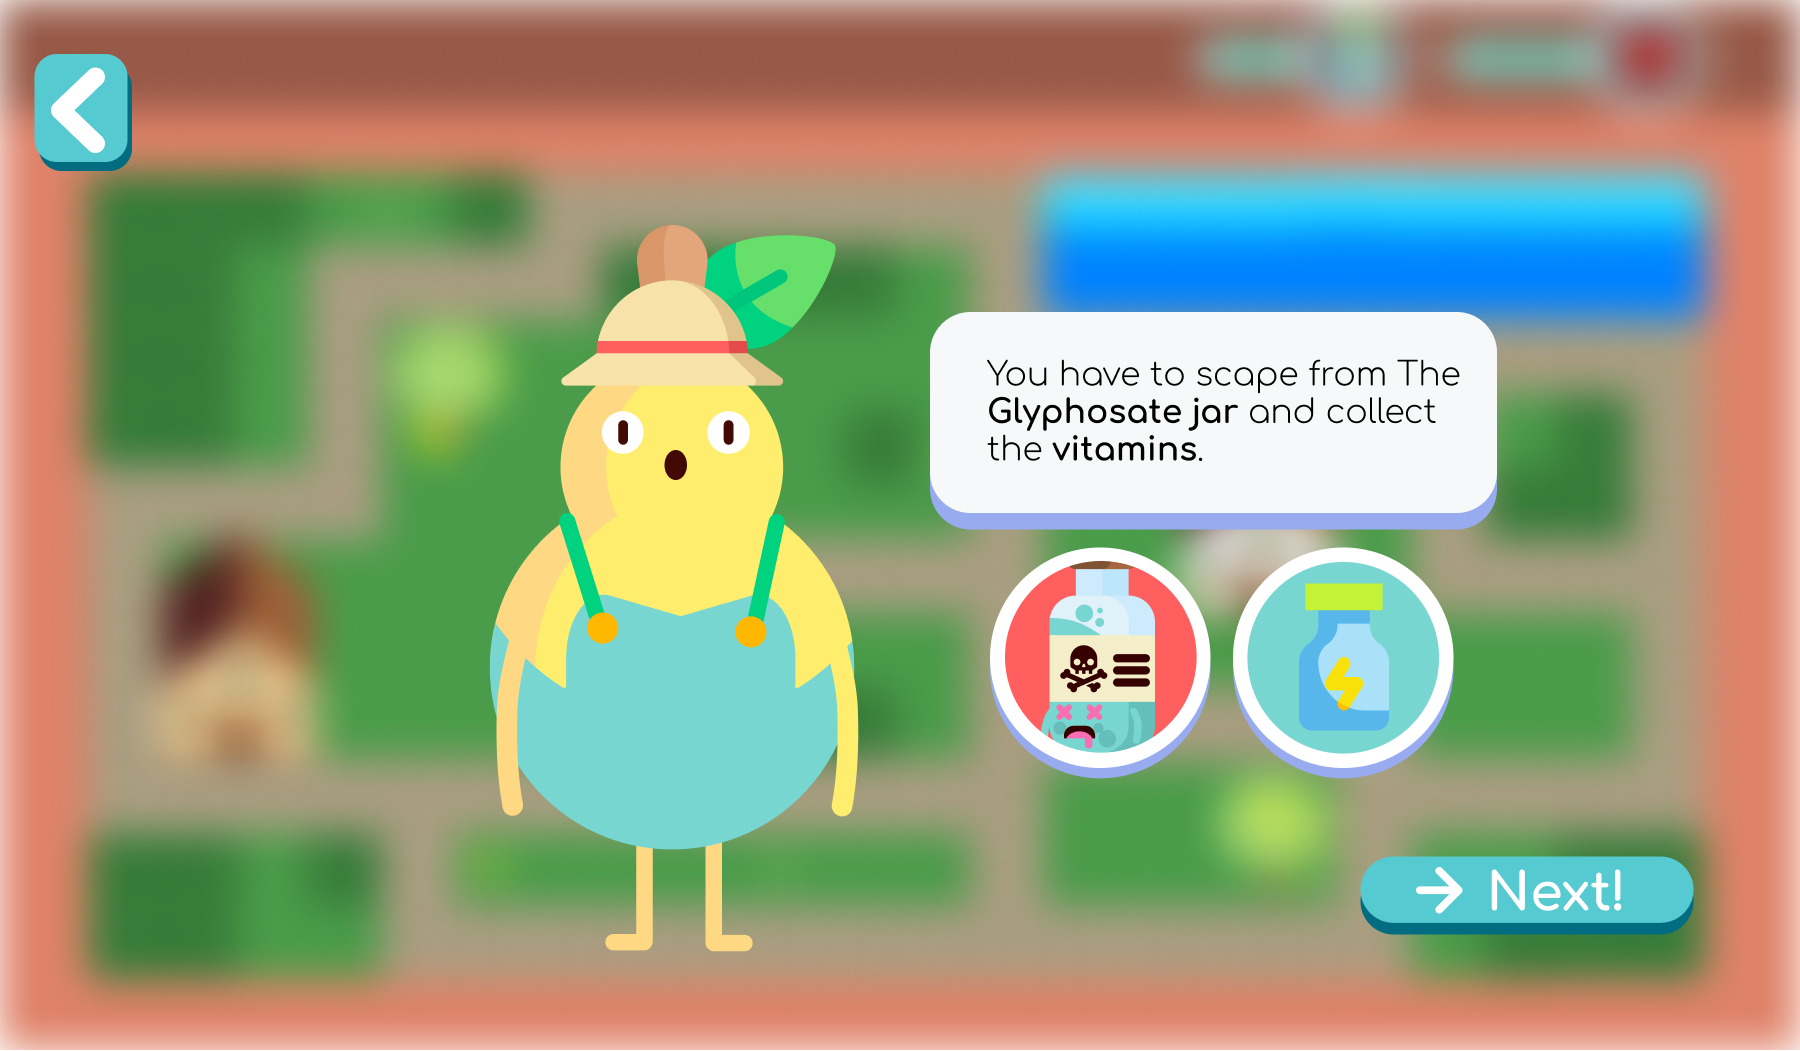 You have to scape from The
Glyphosate jar and collect
the vitamins.
Next!